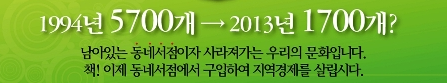 1994년 5700개 → 2013년 1700개?
남아있는 동네서점이자 사라져가는 우리의 문화입니다.
책! 이제 동네서점에서 구입하여 지역경제를 살립시다.